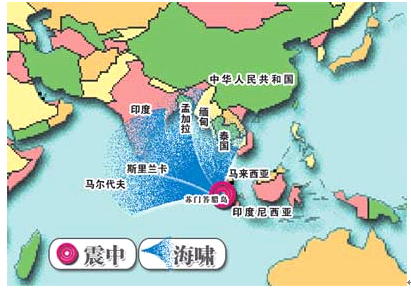 中华人民共和国
印度
孟加拉
缅甸
泰国
斯里兰卡
马尔代夫
马来西亚
苏门答腊岛
印度尼西亚
震中
海啸